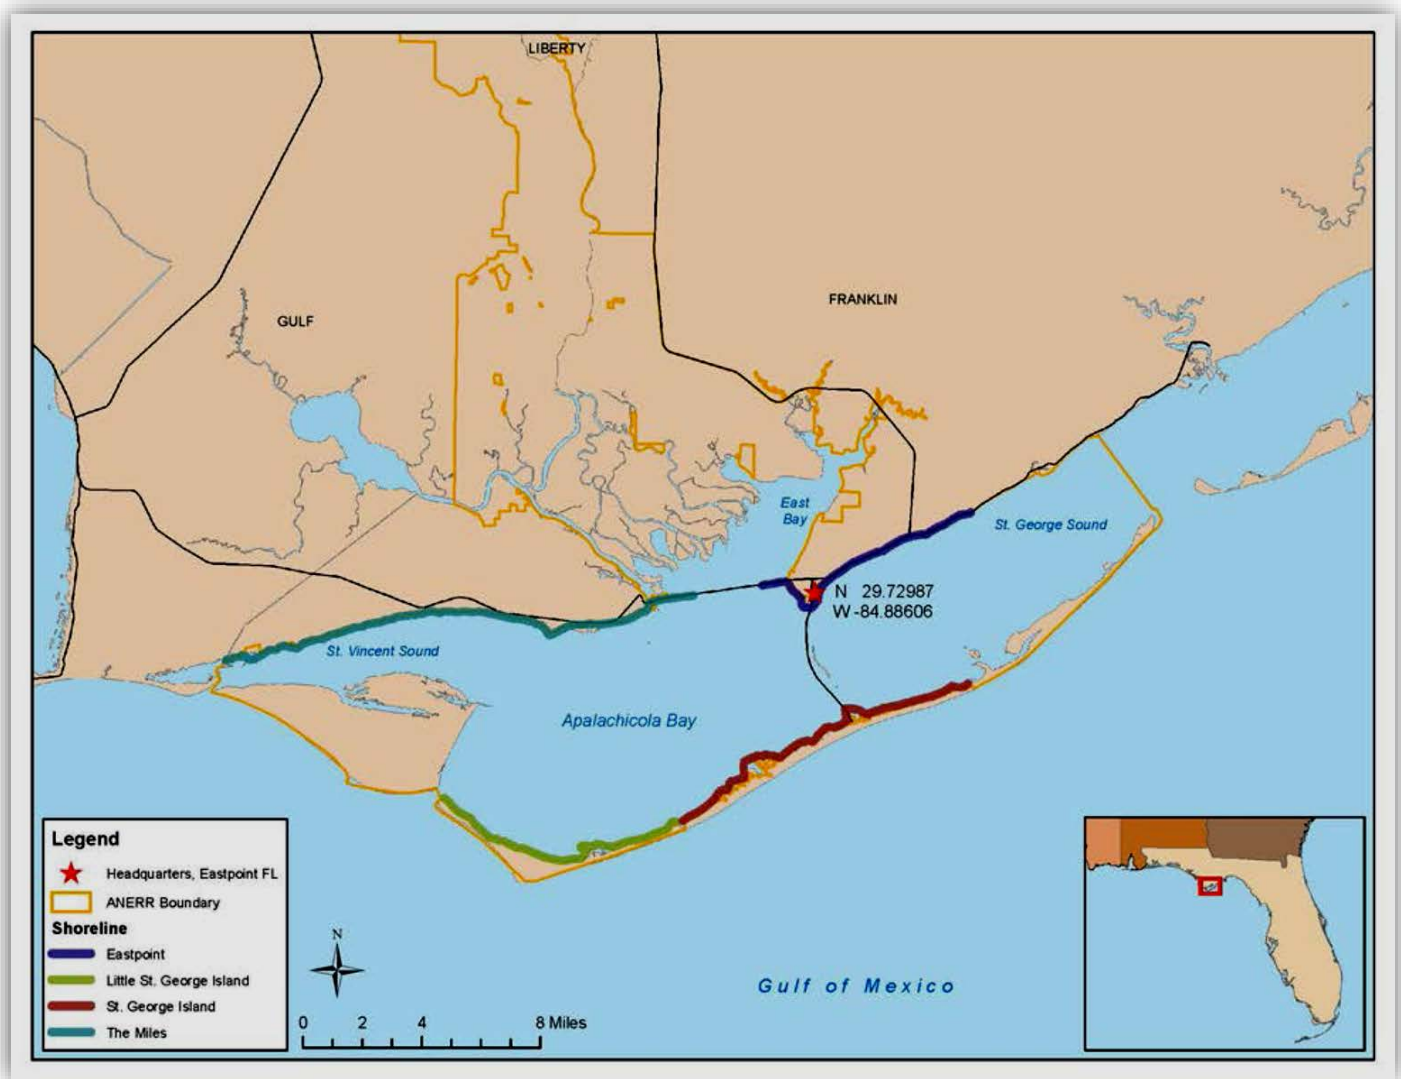 LIBERTY
FRANKLIN
GULF
East
Bay
St. George Sound
N 29.72987
W -84.88606
St. Vincent Sound
Apalachicola Bay
Legend
Headquarters, Eastpoint FL
ANERR Boundary
Shoreline
Eastpoint
Little St. George Island
St. George Island
The Miles
N
0 2 4 8 Miles
Gulf of Mexico